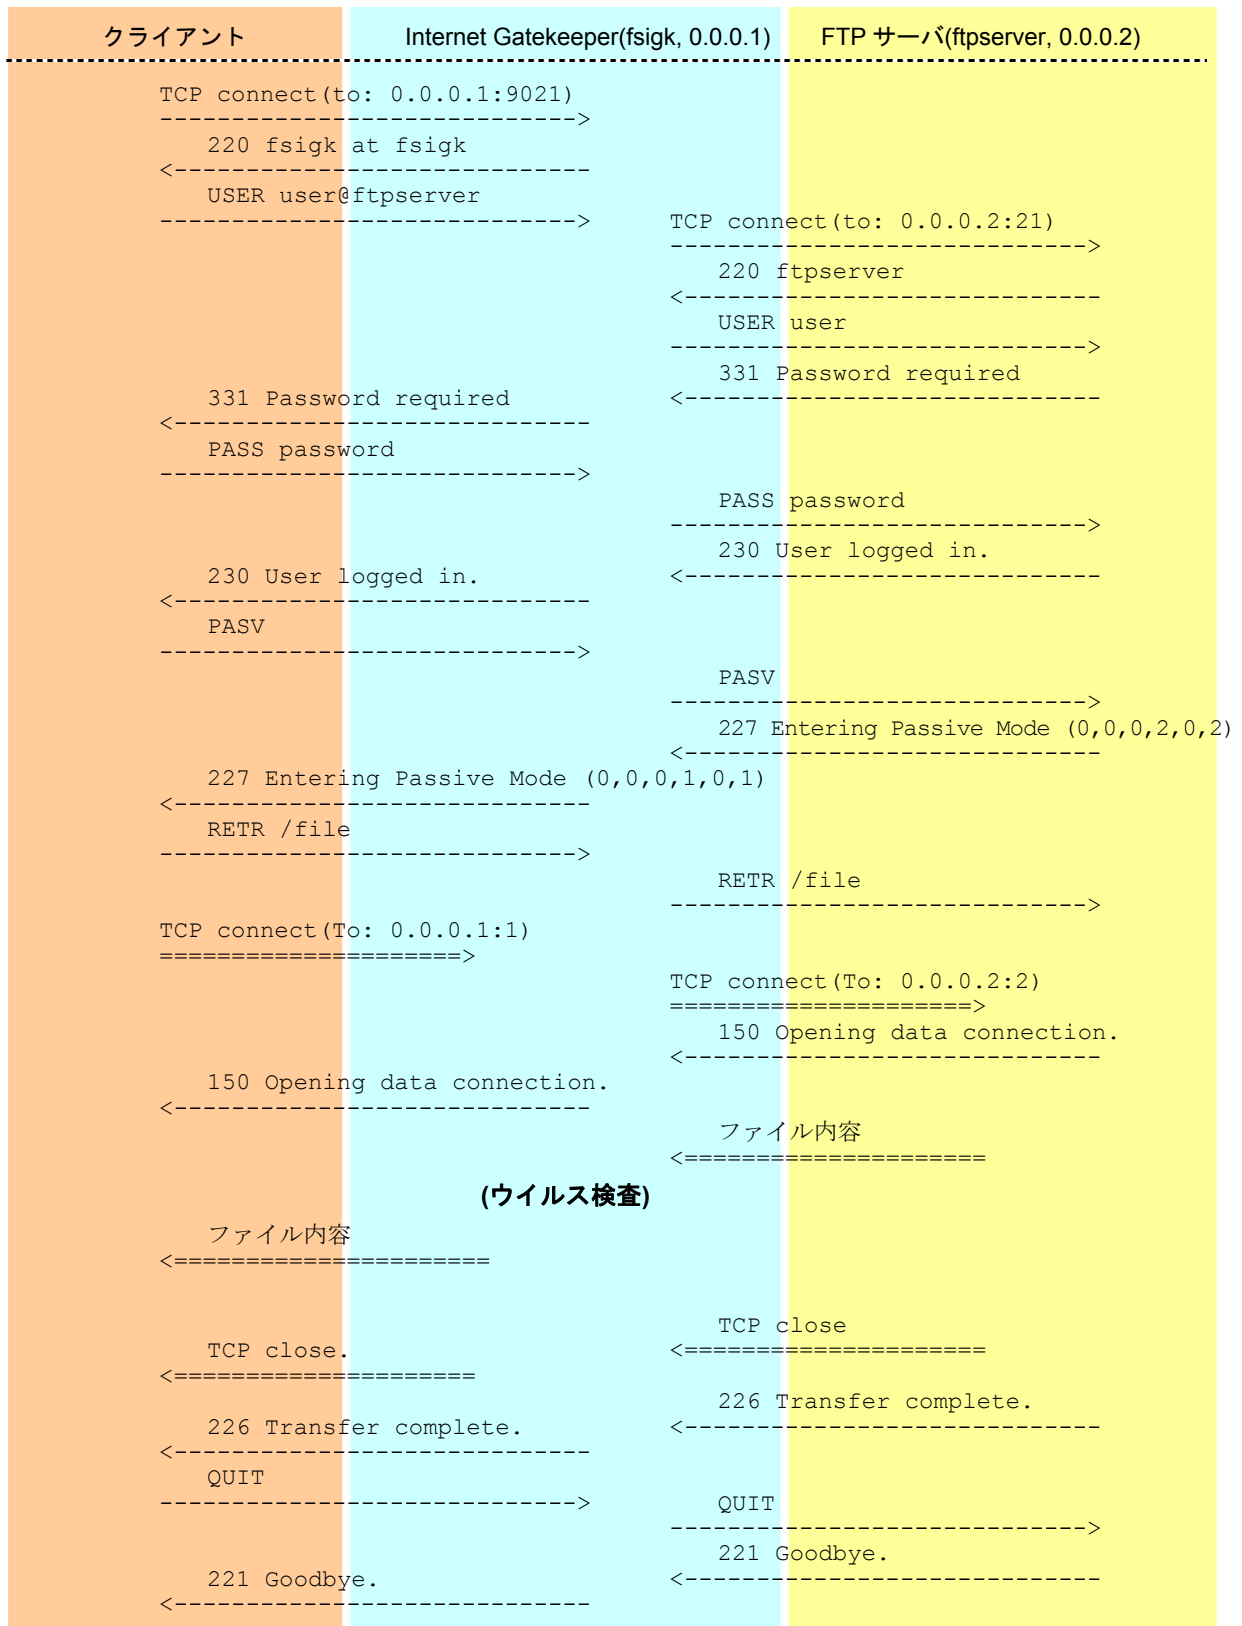 クライアント Internet Gatekeeper(fsigk, 0.0.0.1) FTP サーバ(ftpserver, 0.0.0.2)
TCP connect(to: 0.0.0.1:9021)
----------------------------->
220 fsigk at fsigk
<-----------------------------
USER user@ftpserver
-----------------------------> TCP connect(to: 0.0.0.2:21)
----------------------------->
220 ftpserver
<-----------------------------
USER user
----------------------------->
331 Password required
331 Password required <-----------------------------
<-----------------------------
PASS password
----------------------------->
PASS password
----------------------------->
230 User logged in.
230 User logged in. <-----------------------------
<-----------------------------
PASV
----------------------------->
PASV
----------------------------->
227 Entering Passive Mode (0,0,0,2,0,2)
<-----------------------------
227 Entering Passive Mode (0,0,0,1,0,1)
<-----------------------------
RETR /file
----------------------------->
RETR /file
----------------------------->
TCP connect(To: 0.0.0.1:1)
=====================>
TCP connect(To: 0.0.0.2:2)
=====================>
150 Opening data connection.
<-----------------------------
150 Opening data connection.
<-----------------------------
ファイル内容
<=====================
(ウイルス検査)
ファイル内容
<======================
TCP close
TCP close. <=====================
<=====================
226 Transfer complete.
226 Transfer complete. <-----------------------------
<-----------------------------
QUIT
-----------------------------> QUIT
----------------------------->
221 Goodbye.
221 Goodbye. <-----------------------------
<-----------------------------